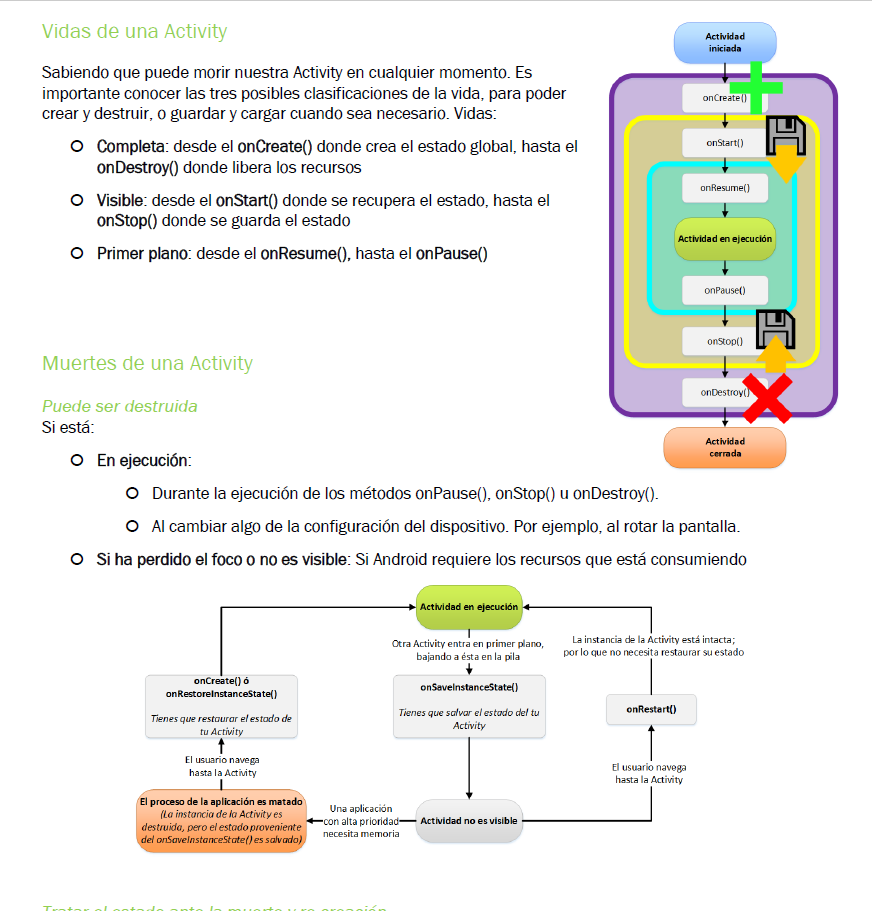 Vidas de una Activity
Sabiendo que puede morir nuestra Activity en cualquier momento. Es
importante conocer las tres posibles clasificaciones de la vida, para poder
crear y destruir, o guardar y cargar cuando sea necesario. Vidas:
Completa: desde el onCreate() donde crea el estado global, hasta el
onDestroy() donde libera los recursos
Visible: desde el onStart() donde se recupera el estado, hasta el
onStop() donde se guarda el estado
Primer plano: desde el onResume(), hasta el onPause()
Actividad
iniciada
onCreate()
onStart()
onResume()
Actividad en ejecución
onPause()
onStop()
onDestroy()
Actividad
cerrada
Muertes de una Activity
Puede ser destruida
Si está:
En ejecución:
Durante la ejecución de los métodos onPause(), onStop() u onDestroy().
Al cambiar algo de la configuración del dispositivo. Por ejemplo, al rotar la pantalla.
Si ha perdido el foco o no es visible: Si Android requiere los recursos que está consumiendo
Actividad en ejecución
Otra Activity entra en primer plano,
bajando a ésta en la pila
La instancia de la Activity está intacta;
por lo que no necesita restaurar su estado
onCreate() ó
onRestoreInstanceState()
Tienes que restaurar el estado de
tu Activity
onSaveInstanceState()
Tienes que salvar el estado del tu
Activity
onRestart()
El usuario navega
hasta la Activity
El usuario navega
hasta la Activity
El proceso de la aplicación es matado
(La instancia de la Activity es
destruida, pero el estado proveniente
del onSaveInstanceState() es salvado)
Una aplicación
con alta prioridad
necesita memoria
Actividad no es visible
Tratar el estado ante la muerte y re-creación